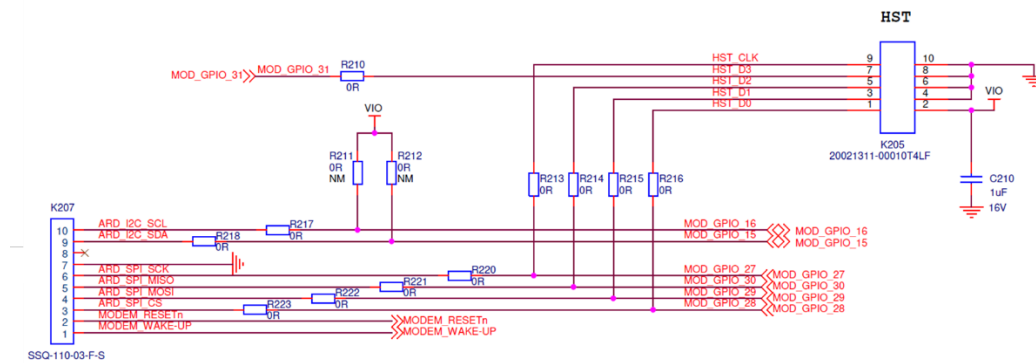 HST
HST_CLK 9 10
MOD_GPIO_31 MOD_GPIO_31 R210 HST_D3 7 8
0R HST_D2 5 6
HST_D1 3 4 VIO
HST_D0 1 2
VIO
K205
20021311-00010T4LF
R211 R212
0R 0R
NM NM
R213 R214 R215 R216
0R 0R 0R 0R
C210
1uF
16V
K207
10 ARD_I2C_SCL R217 0R MOD_GPIO_16 MOD_GPIO_16
9 ARD_I2C_SDA R218 0R MOD_GPIO_15 MOD_GPIO_15
8
7
6 ARD_SPI_SCK R220 0R MOD_GPIO_27 MOD_GPIO_27
5 ARD_SPI_MISO R221 0R MOD_GPIO_30 MOD_GPIO_30
4 ARD_SPI_MOSI R222 0R MOD_GPIO_29 MOD_GPIO_29
3 ARD_SPI_CS R223 0R MOD_GPIO_28 MOD_GPIO_28
2 MODEM_RESETn MODEM_RESETn
1 MODEM_WAKE-UP MODEM_WAKE-UP
SSQ-110-03-F-S